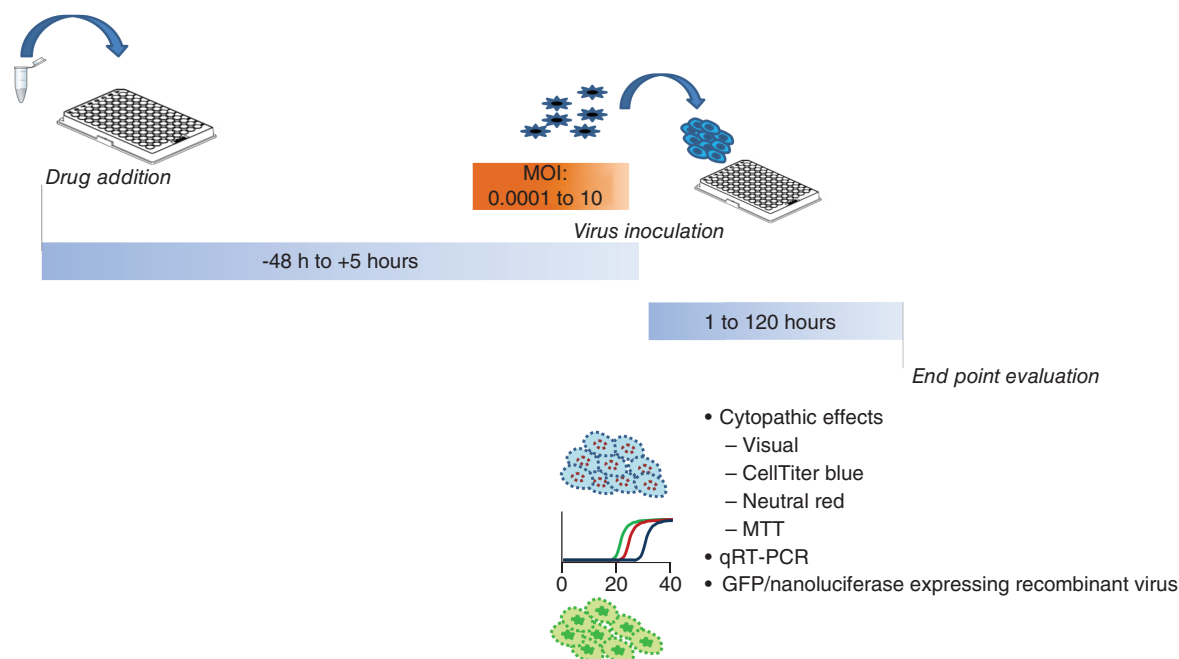 Drug addition
MOI:
0.0001 to 10
Virus inoculation
-48 h to +5 hours
1 to 120 hours
End point evaluation
• Cytopathic effects
– Visual
– CellTiter blue
– Neutral red
– MTT
• qRT-PCR
0 20 40
• GFP/nanoluciferase expressing recombinant virus